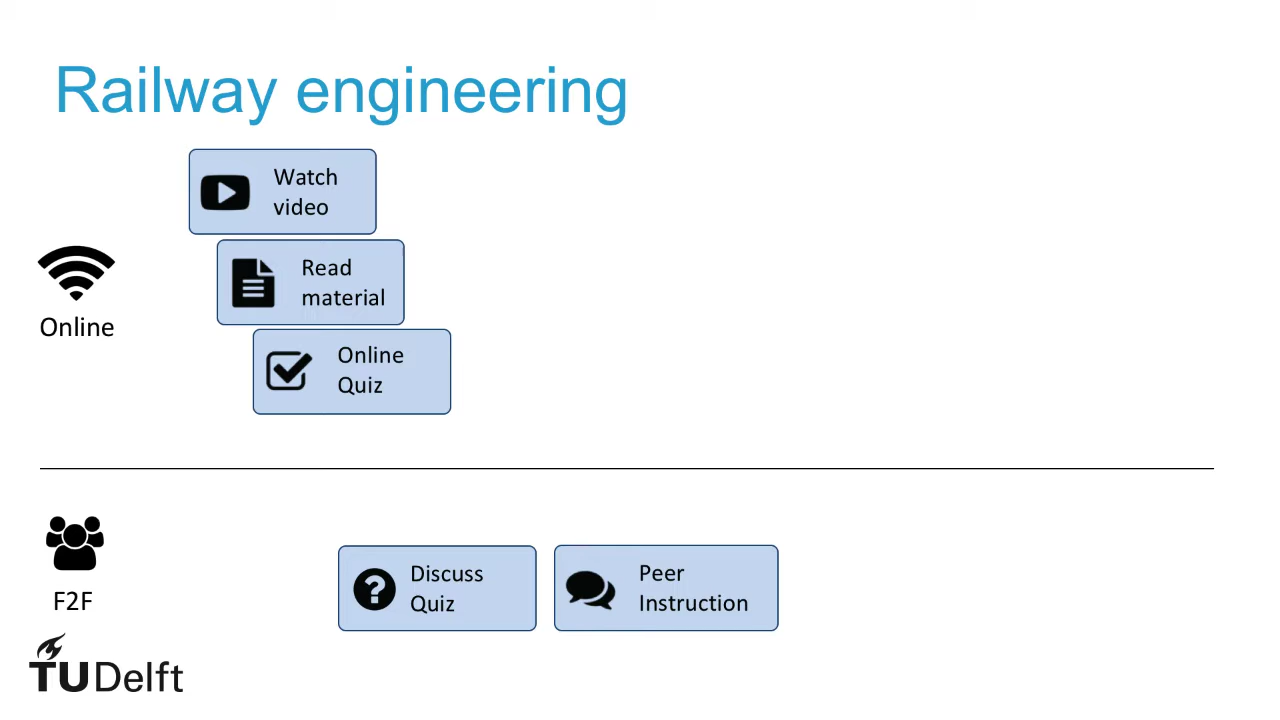 Railway engineering
Watch
video
Read
material
Online
Online
Quiz
Discuss
Quiz
Peer
Instruction
F2F
TUDelft